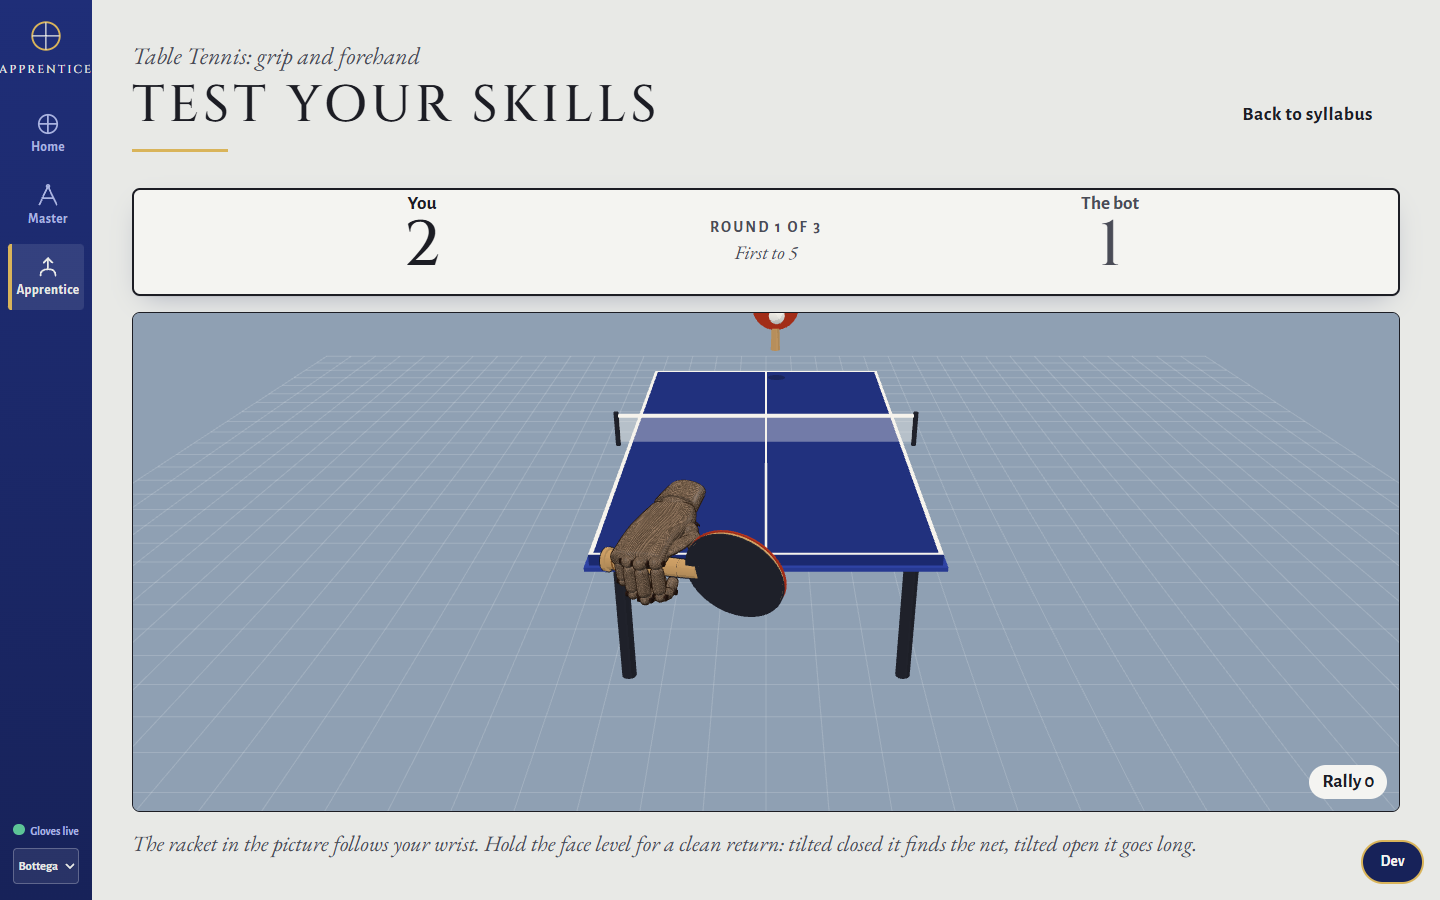 APPRENTICE
Home
Master
Apprentice
Gloves live
Bottega
Table Tennis: grip and forehand
TEST YOUR SKILLS
Back to syllabus
You
2
ROUND 1 OF 3
First to 5
The bot
1
Rally 0
The racket in the picture follows your wrist. Hold the face level for a clean return: tilted closed it finds the net, tilted open it goes long.
Dev